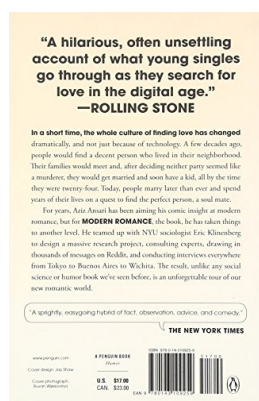 “A hilarious, often unsettling
account of what young singles
go through as they search for
love in the digital age.”
—ROLLING STONE
In a short time, the whole culture of finding love has changed
dramatically, and not just because of technology. A few decades ago,
people would find a decent person who lived in their neighborhood.
Their families would meet and, after deciding neither party seemed like
a murderer, they would get married and soon have a kid, all by the
time they were twenty-four. Today, people marry later than ever and spend
years of their lives on a quest to find the perfect person, a soul mate.
For years, Aziz Ansari has been aiming his comic insight at modern
romance, but for MODERN ROMANCE, the book, he has taken things
to another level. He teamed up with NYU sociologist Eric Klinenberg
to design a massive research project, consulting experts, drawing in
thousands of messages on Reddit, and conducting interviews everywhere
from Tokyo to Buenos Aires to Wichita. The result, unlike any social
science or humor book we’ve seen before, is an unforgettable tour of our
new romantic world.
“A sprightly, easygoing hybrid of fact, observation, advice, and comedy.”
THE NEW YORK TIMES
www.penguin.com
A PENGUIN BOOK
Humor
Cover design: Jay Shaw
Cover photograph:
U.S. $17.00
CAN. $23.00
EAN